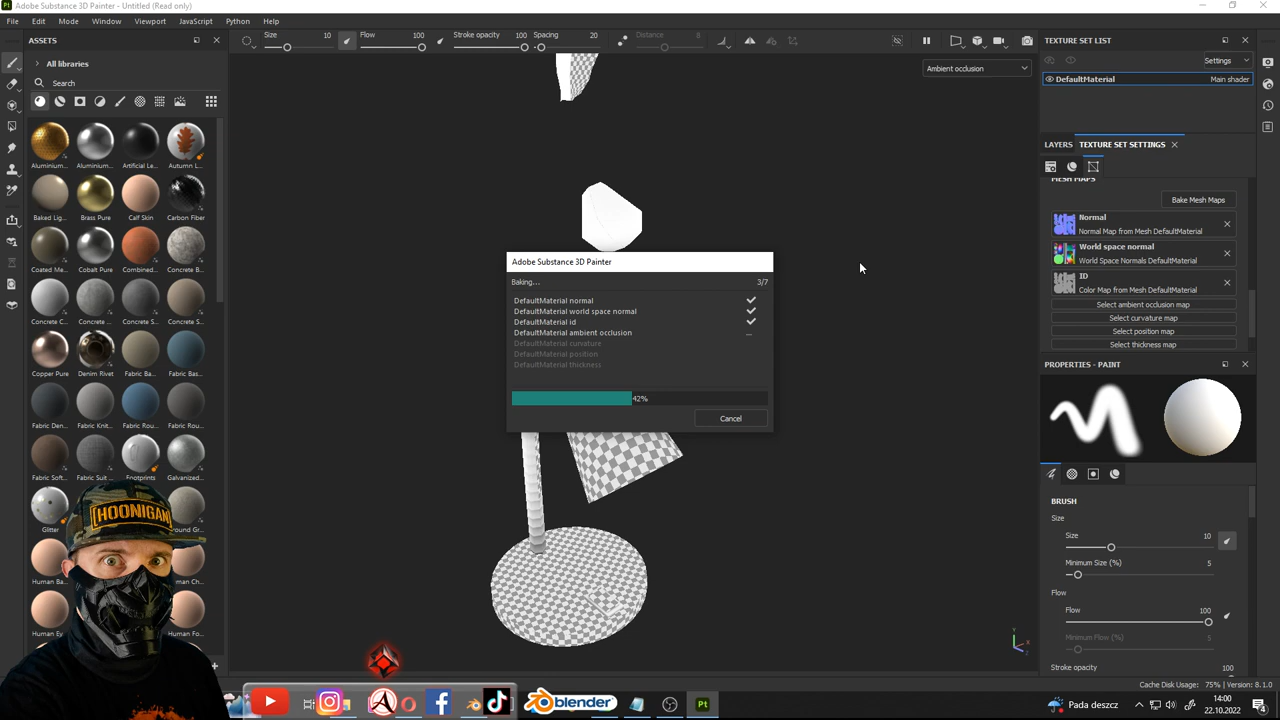 Adobe Substance 3D Painter - Untitled (Read only)
File Edit Mode Window Viewport JavaScript Python Help
ASSETS
Size 10
Flow 100
Stroke opacity 100
Spacing 20
Distance 8
TEXTURE SET LIST
All libraries
Settings
Search
Ambient occlusion
DefaultMaterial Main shader
LAYERS TEXTURE SET SETTINGS
Aluminium... Aluminium... Artificial Le... Autumn L...
MESH MAPS
Bake Mesh Maps
Baked Lig... Brass Pure Calf Skin Carbon Fiber
Normal
Normal Map from Mesh DefaultMaterial
World space normal
World Space Normals DefaultMaterial
ID
Color Map from Mesh DefaultMaterial
Select ambient occlusion map
Select curvature map
Select position map
Select thickness map
Coated Me... Cobalt Pure Combined... Concrete B...
Concrete C... Concrete ... Concrete S... Concrete S...
Copper Pure Denim Rivet Fabric Ba... Fabric Bas...
Fabric Den... Fabric Knit... Fabric Rou... Fabric Rou...
Fabric Soft... Fabric Suit ... Footprints Galvanized...
Glitter
HOONIGAN
Human Ba...
Human Ey... Human Fo...
Adobe Substance 3D Painter
Baking... 3/7
DefaultMaterial normal
DefaultMaterial world space normal
DefaultMaterial id
DefaultMaterial ambient occlusion
DefaultMaterial curvature
DefaultMaterial position
DefaultMaterial thickness
42%
Cancel
PROPERTIES - PAINT
BRUSH
Size
Size 10
Minimum Size (%) 5
Flow
Flow 100
Minimum Flow (%) 5
Stroke opacity 100
Y
X
Cache Disk Usage: 75% | Version: 8.1.0
blender
Pt
Pada deszcz
14:00
22.10.2022